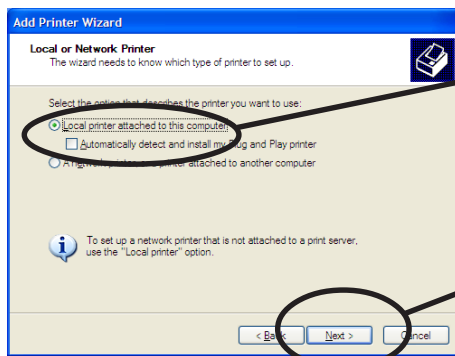 Add Printer Wizard
Local or Network Printer
The wizard needs to know which type of printer to set up.
Select the option that describes the printer you want to use:
Local printer attached to this computer
Automatically detect and install my Plug and Play printer
A network printer, or a printer attached to another computer
To set up a network printer that is not attached to a print server,
use the "Local printer" option.
< Back
Next >
Cancel